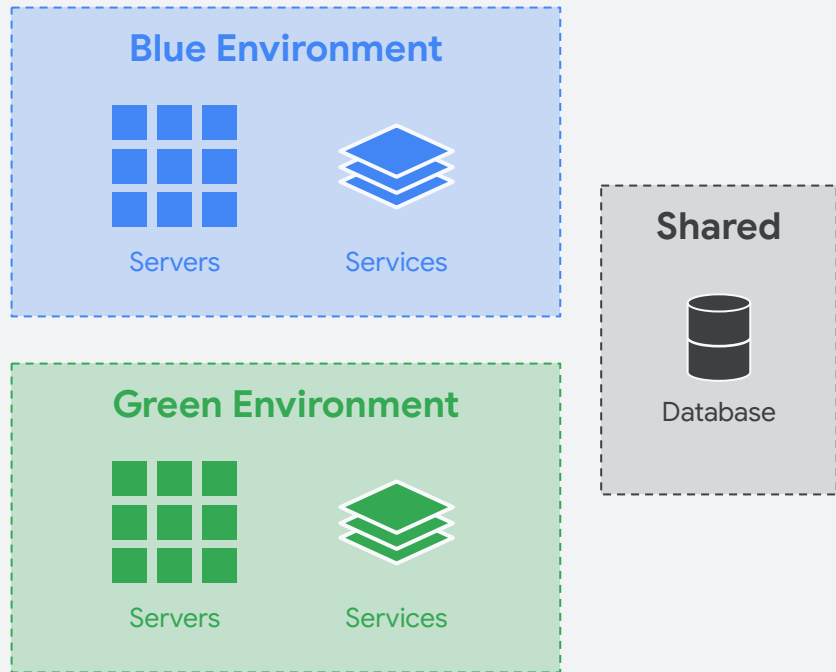 Blue Environment
Servers
Services
Green Environment
Servers
Services
Shared
Database